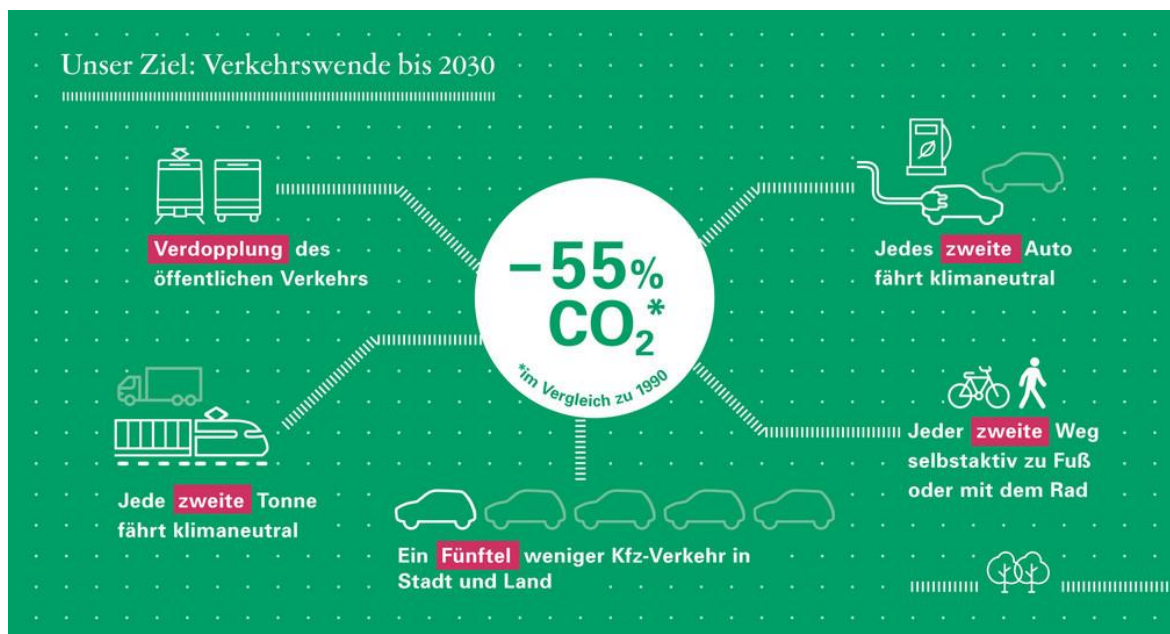 Unser Ziel: Verkehrswende bis 2030
Verdopplung des
öffentlichen Verkehrs
Jedes zweite Auto
fährt klimaneutral
–55%
CO₂*
*im Vergleich zu 1990
Jede zweite Tonne
fährt klimaneutral
Jeder zweite Weg
selbstaktiv zu Fuß
oder mit dem Rad
Ein Fünftel weniger Kfz-Verkehr in
Stadt und Land